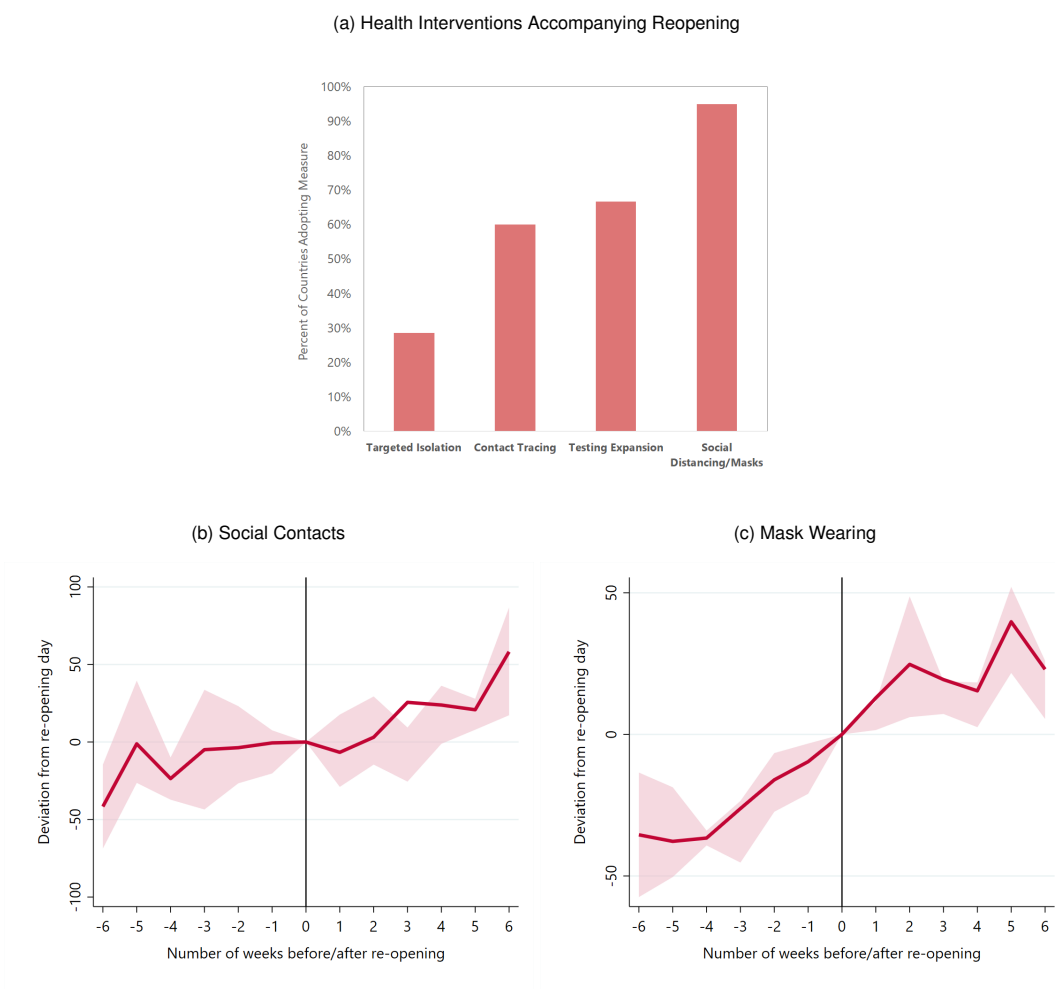 (a) Health Interventions Accompanying Reopening
Percent of Countries Adopting Measure
100%
90%
80%
70%
60%
50%
40%
30%
20%
10%
0%
Targeted Isolation Contact Tracing Testing Expansion Social
Distancing/Masks
(b) Social Contacts
Deviation from re-opening day
100
50
0
-50
-100
-6 -5 -4 -3 -2 -1 0 1 2 3 4 5 6
Number of weeks before/after re-opening
(c) Mask Wearing
Deviation from re-opening day
50
0
-50
-6 -5 -4 -3 -2 -1 0 1 2 3 4 5 6
Number of weeks before/after re-opening